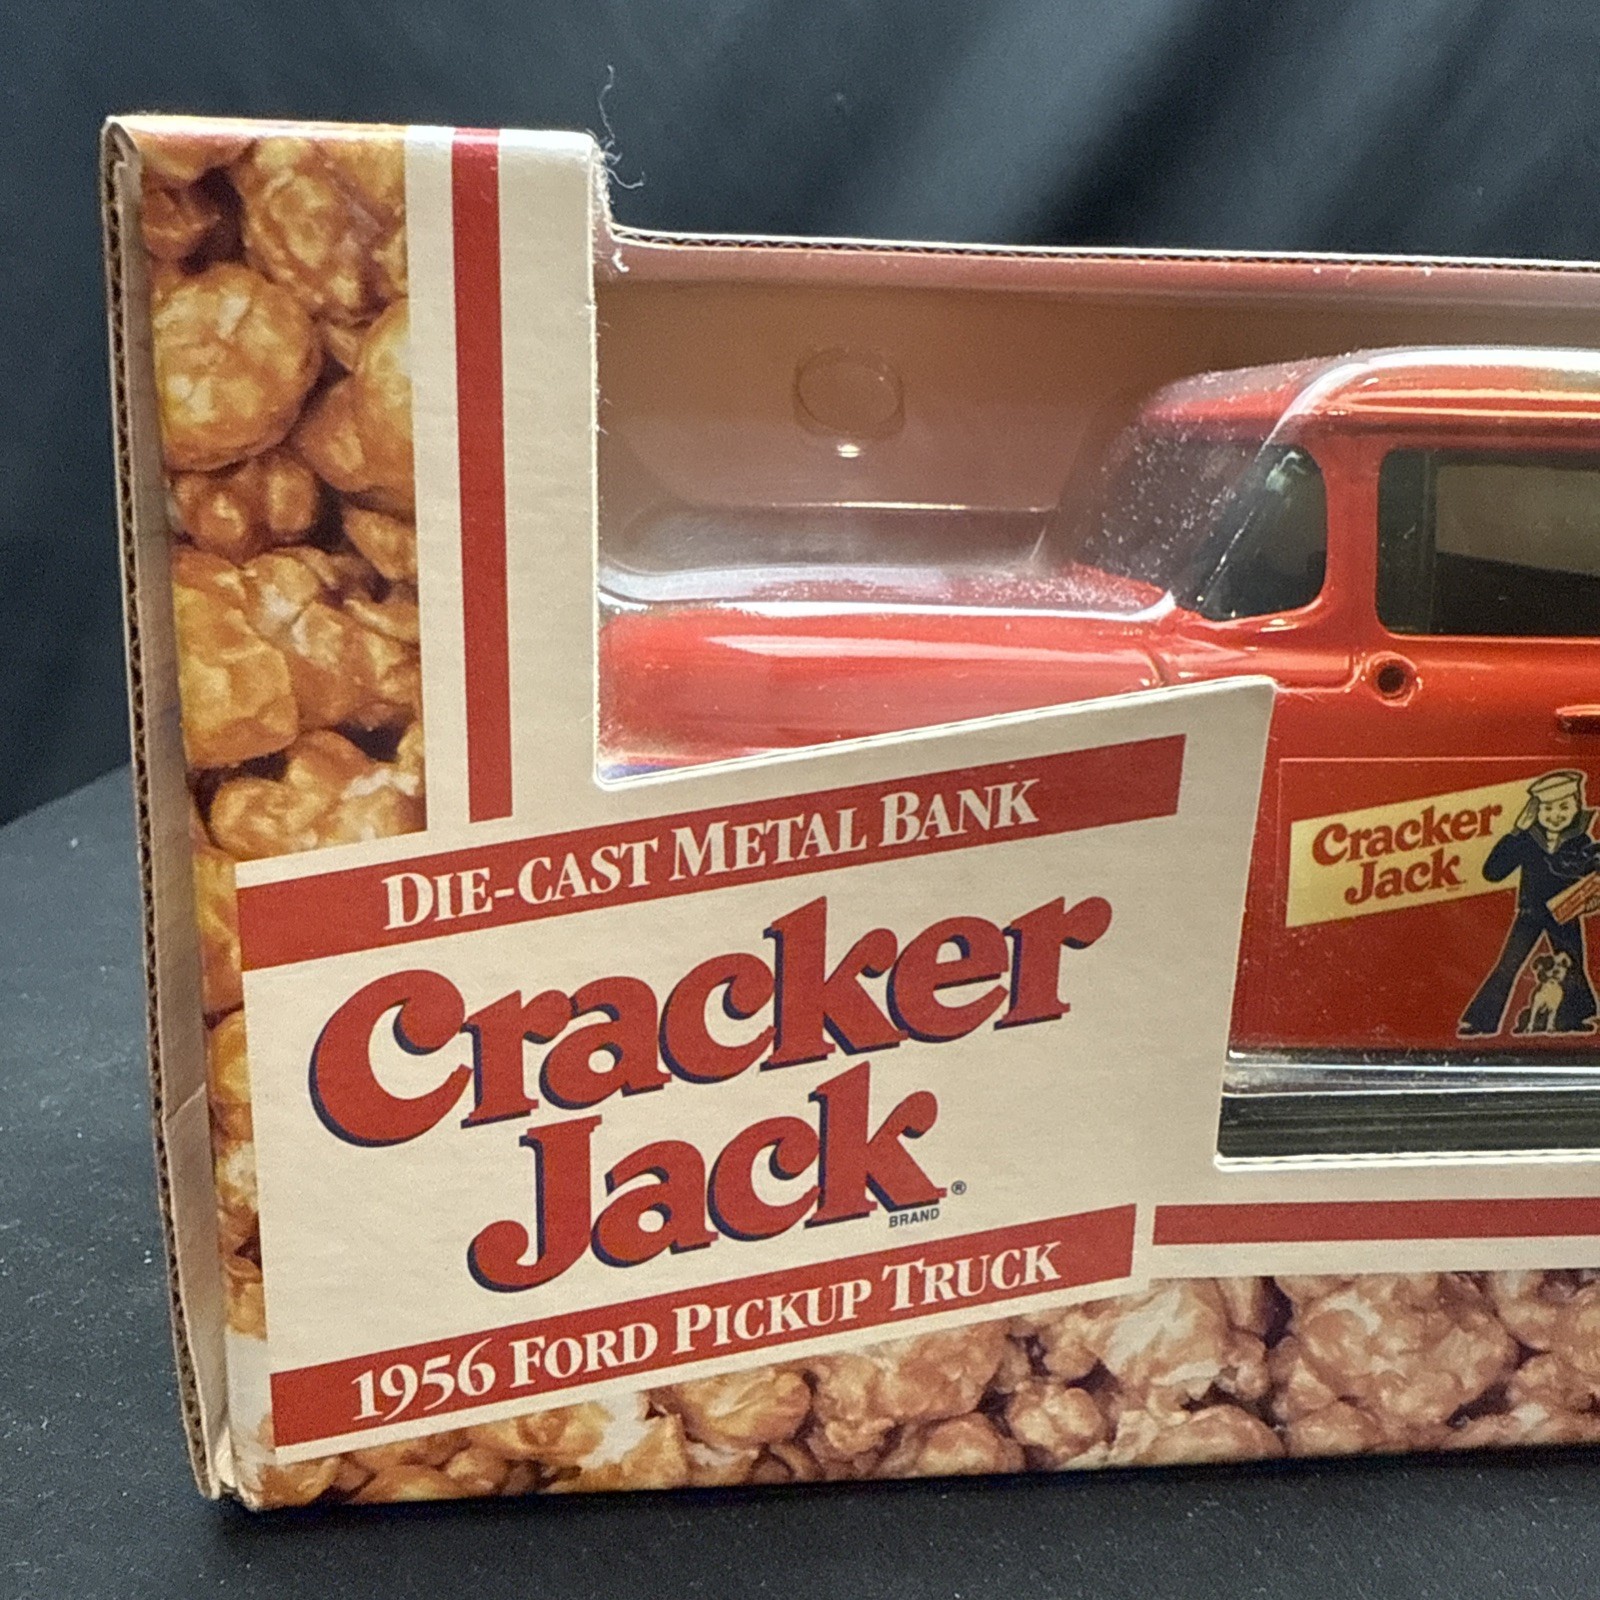 DIE-CAST METAL BANK
Cracker
Jack®
BRAND
1956 FORD PICKUP TRUCK
Cracker
Jack